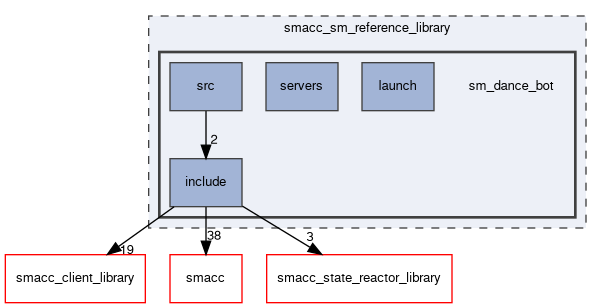 smacc_sm_reference_library
src
servers
launch
sm_dance_bot
2
include
19
38
3
smacc_client_library
smacc
smacc_state_reactor_library